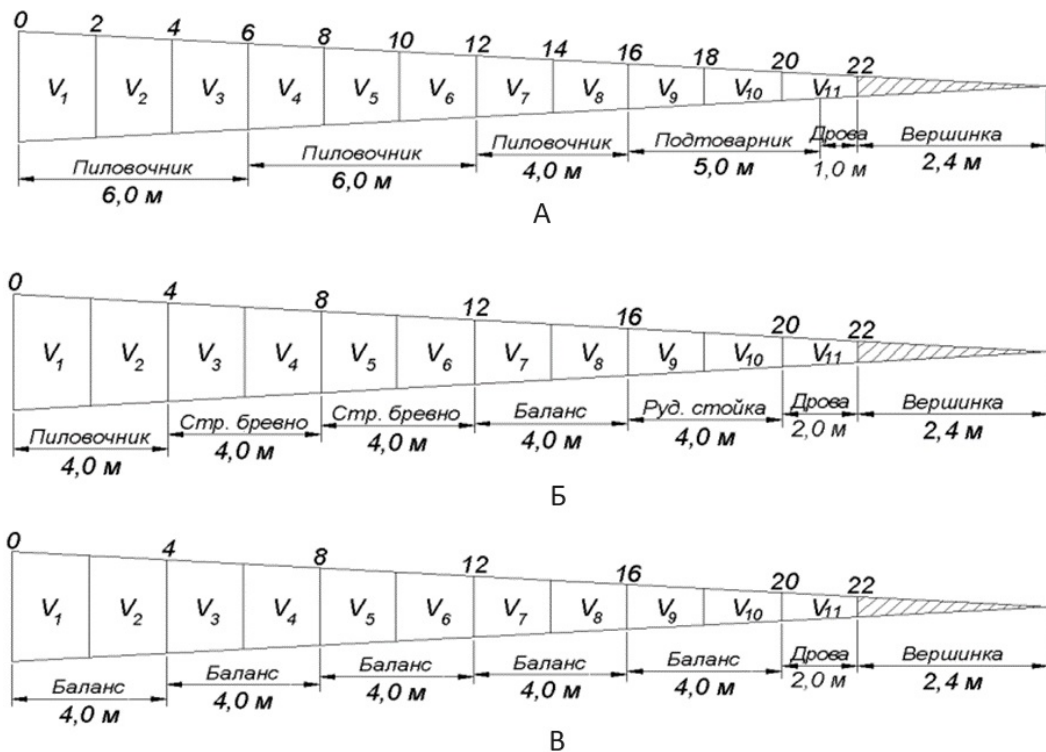 0 2 4 6 8 10 12 14 16 18 20 22
V1 V2 V3 V4 V5 V6 V7 V8 V9 V10 V11
Пиловочник Пиловочник Пиловочник Подтоварник Дрова Вершинка
6,0 м 6,0 м 4,0 м 5,0 м 1,0 м 2,4 м
А
0 4 8 12 16 20 22
V1 V2 V3 V4 V5 V6 V7 V8 V9 V10 V11
Пиловочник Стр. бревно Стр. бревно Баланс Руд. стойка Дрова Вершинка
4,0 м 4,0 м 4,0 м 4,0 м 4,0 м 2,0 м 2,4 м
Б
0 4 8 12 16 20 22
V1 V2 V3 V4 V5 V6 V7 V8 V9 V10 V11
Баланс Баланс Баланс Баланс Баланс Дрова Вершинка
4,0 м 4,0 м 4,0 м 4,0 м 4,0 м 2,0 м 2,4 м
В